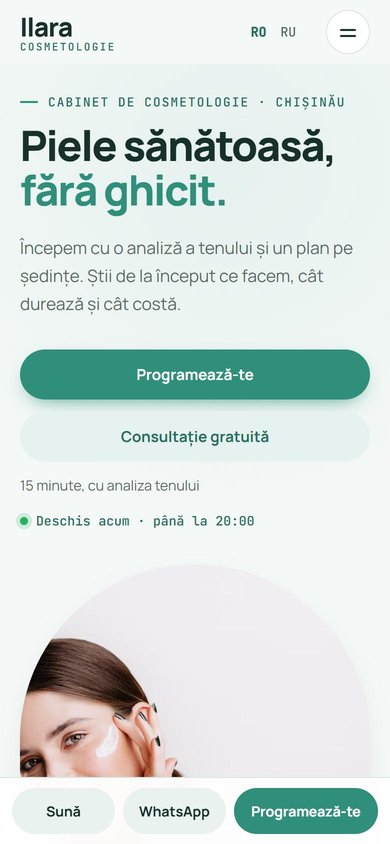 Ilara
COSMETOLOGIE
RO RU
CABINET DE COSMETOLOGIE · CHIȘINĂU
Piele sănătoasă,
fără ghicit.
Începem cu o analiză a tenului și un plan pe
ședințe. Știi de la început ce facem, cât
durează și cât costă.
Programează-te
Consultație gratuită
15 minute, cu analiza tenului
Deschis acum · până la 20:00
Sună WhatsApp Programează-te